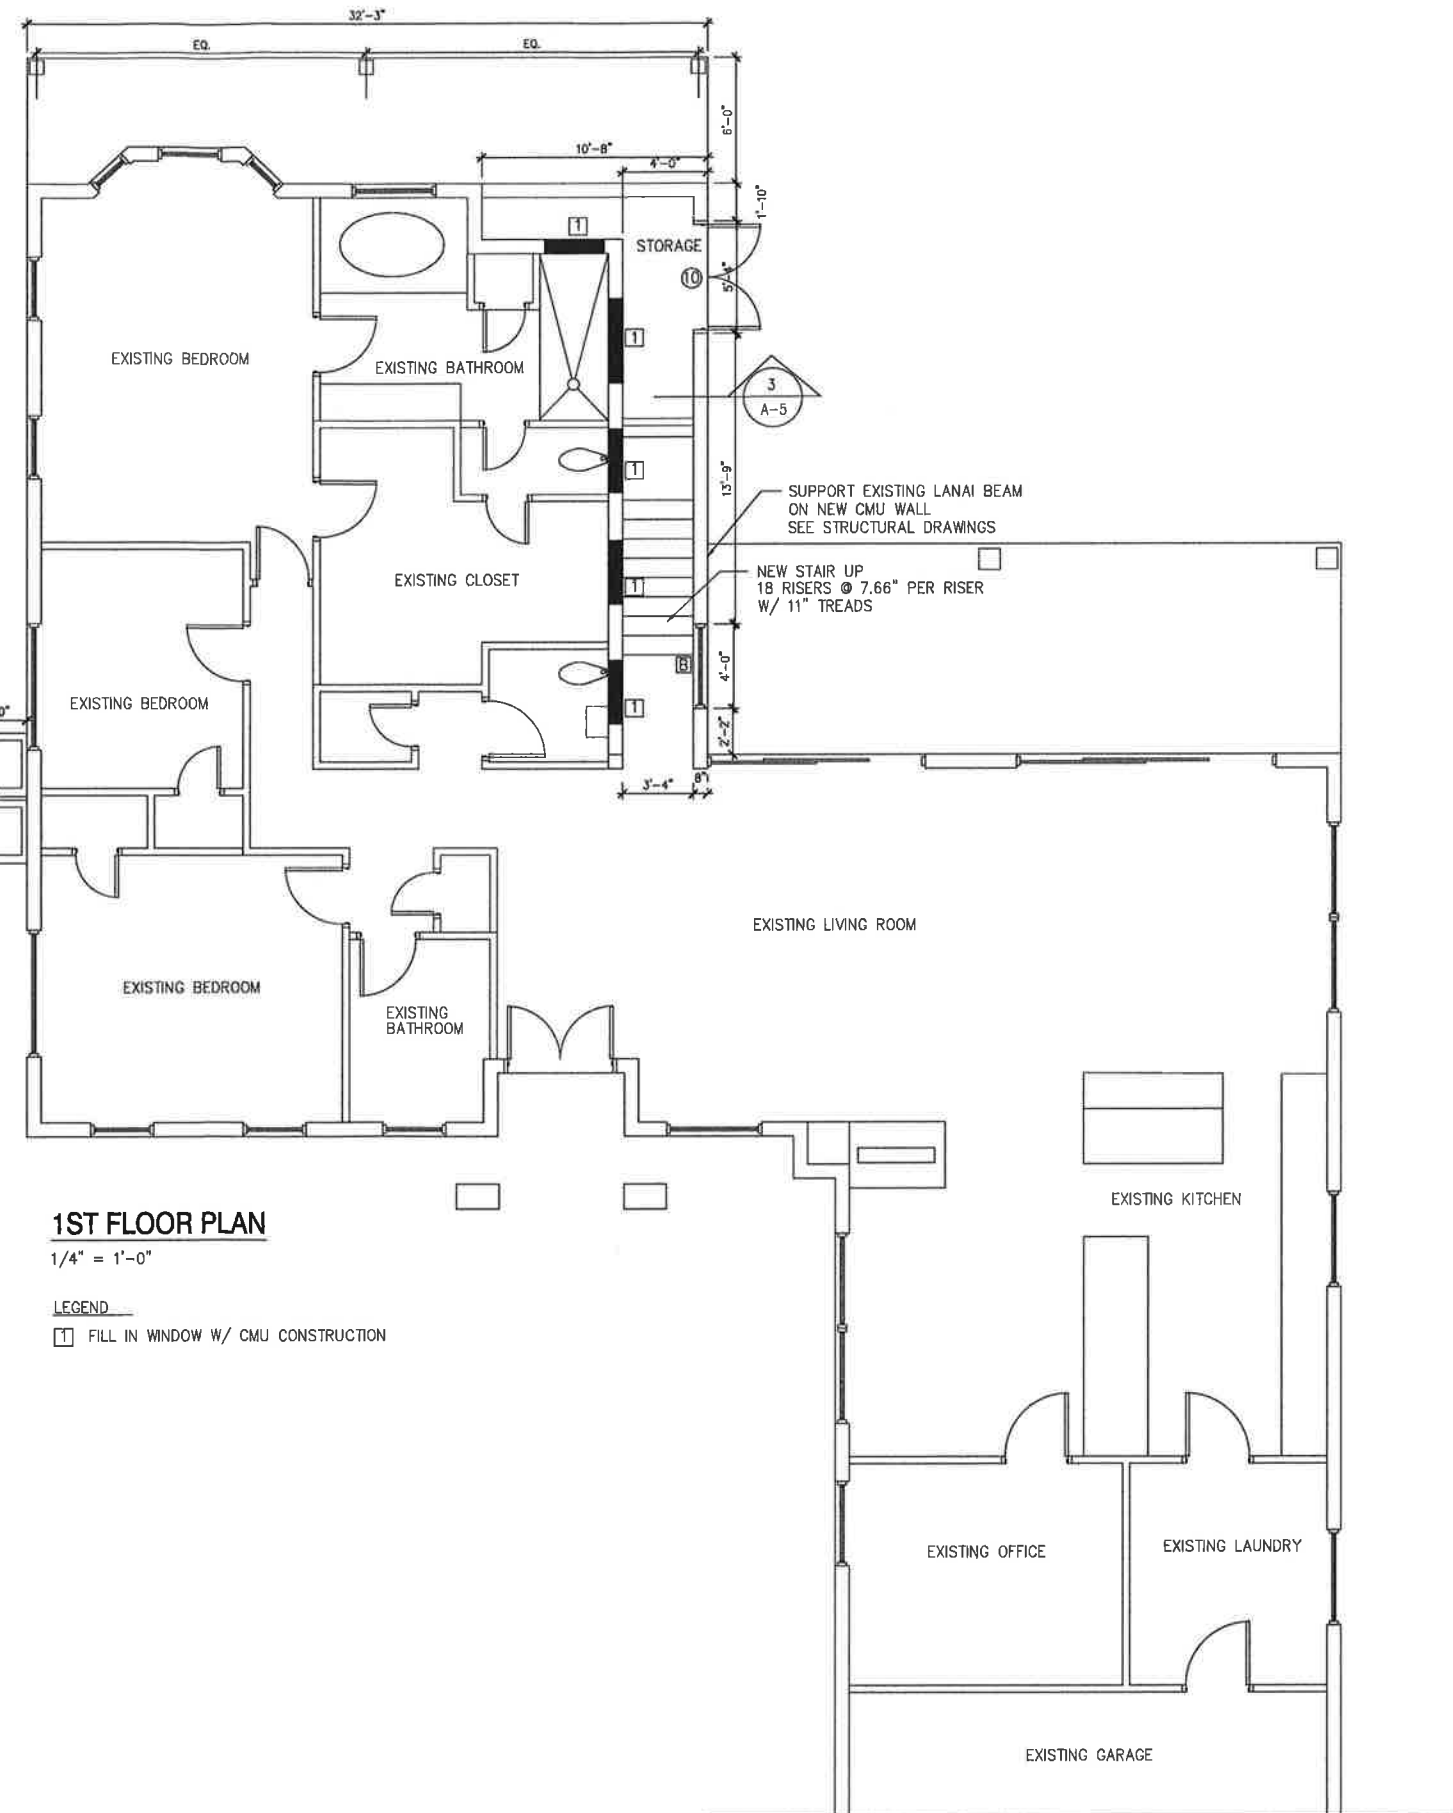 32'-3"
EQ.
EQ.
6'-0"
10'-8"
4'-0"
1'-10"
1
STORAGE
10
5'-4"
1
EXISTING BEDROOM
EXISTING BATHROOM
3
A-5
1
13'-9"
SUPPORT EXISTING LANAI BEAM
ON NEW CMU WALL
SEE STRUCTURAL DRAWINGS
NEW STAIR UP
18 RISERS @ 7.66" PER RISER
W/ 11" TREADS
EXISTING CLOSET
1
B
4'-0"
EXISTING BEDROOM
1
0"
2'-2"
3'-4"
8"
EXISTING LIVING ROOM
EXISTING BEDROOM
EXISTING
BATHROOM
EXISTING KITCHEN
1ST FLOOR PLAN
1/4" = 1'-0"
LEGEND
1 FILL IN WINDOW W/ CMU CONSTRUCTION
EXISTING OFFICE
EXISTING LAUNDRY
EXISTING GARAGE